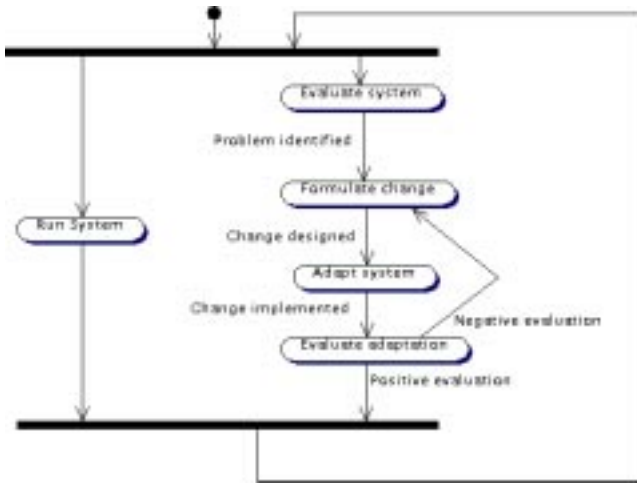 Evaluate system
Problem identified
Formulate change
Run System
Change designed
Adapt system
Change implemented
Negative evaluation
Evaluate adaptation
Positive evaluation